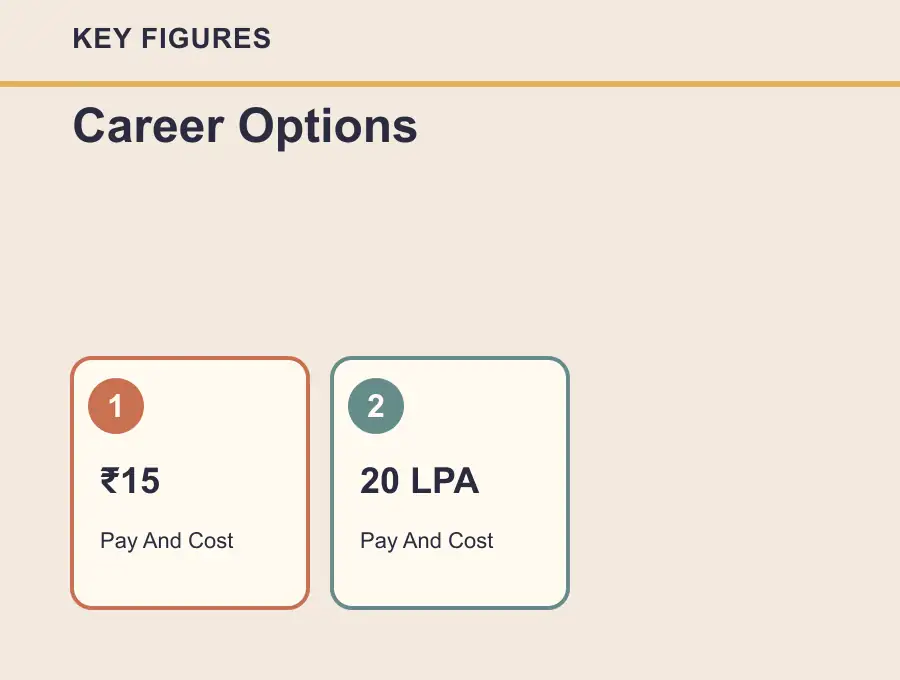 KEY FIGURES
Career Options
1
₹15
Pay And Cost
2
20 LPA
Pay And Cost